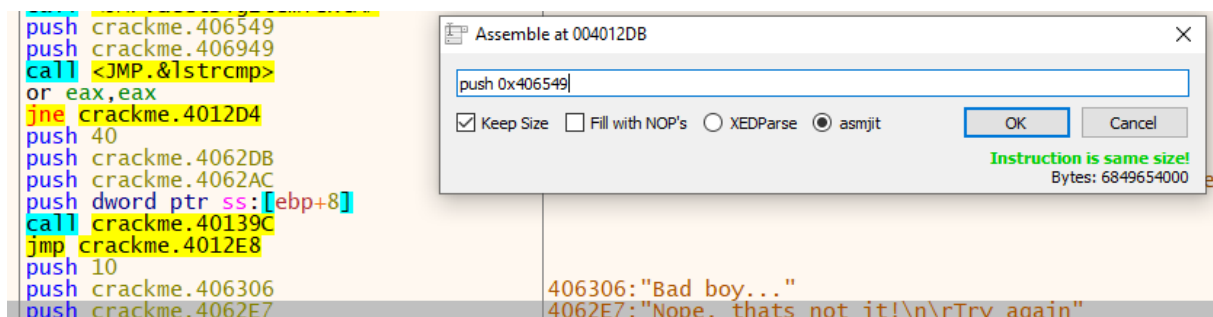 push crackme.406549
push crackme.406949
call <JMP.&lstrcmp>
or eax,eax
jne crackme.4012D4
push 40
push crackme.4062DB
push crackme.4062AC
push dword ptr ss:[ebp+8]
call crackme.40139C
jmp crackme.4012E8
push 10
push crackme.406306
push crackme.4062E7
Assemble at 004012DB
push 0x406549
Keep Size Fill with NOP's XEDParse asmjit OK Cancel
Instruction is same size!
Bytes: 6849654000
406306:"Bad boy..."
4062E7:"Nope, thats not it!\n\rTry again"